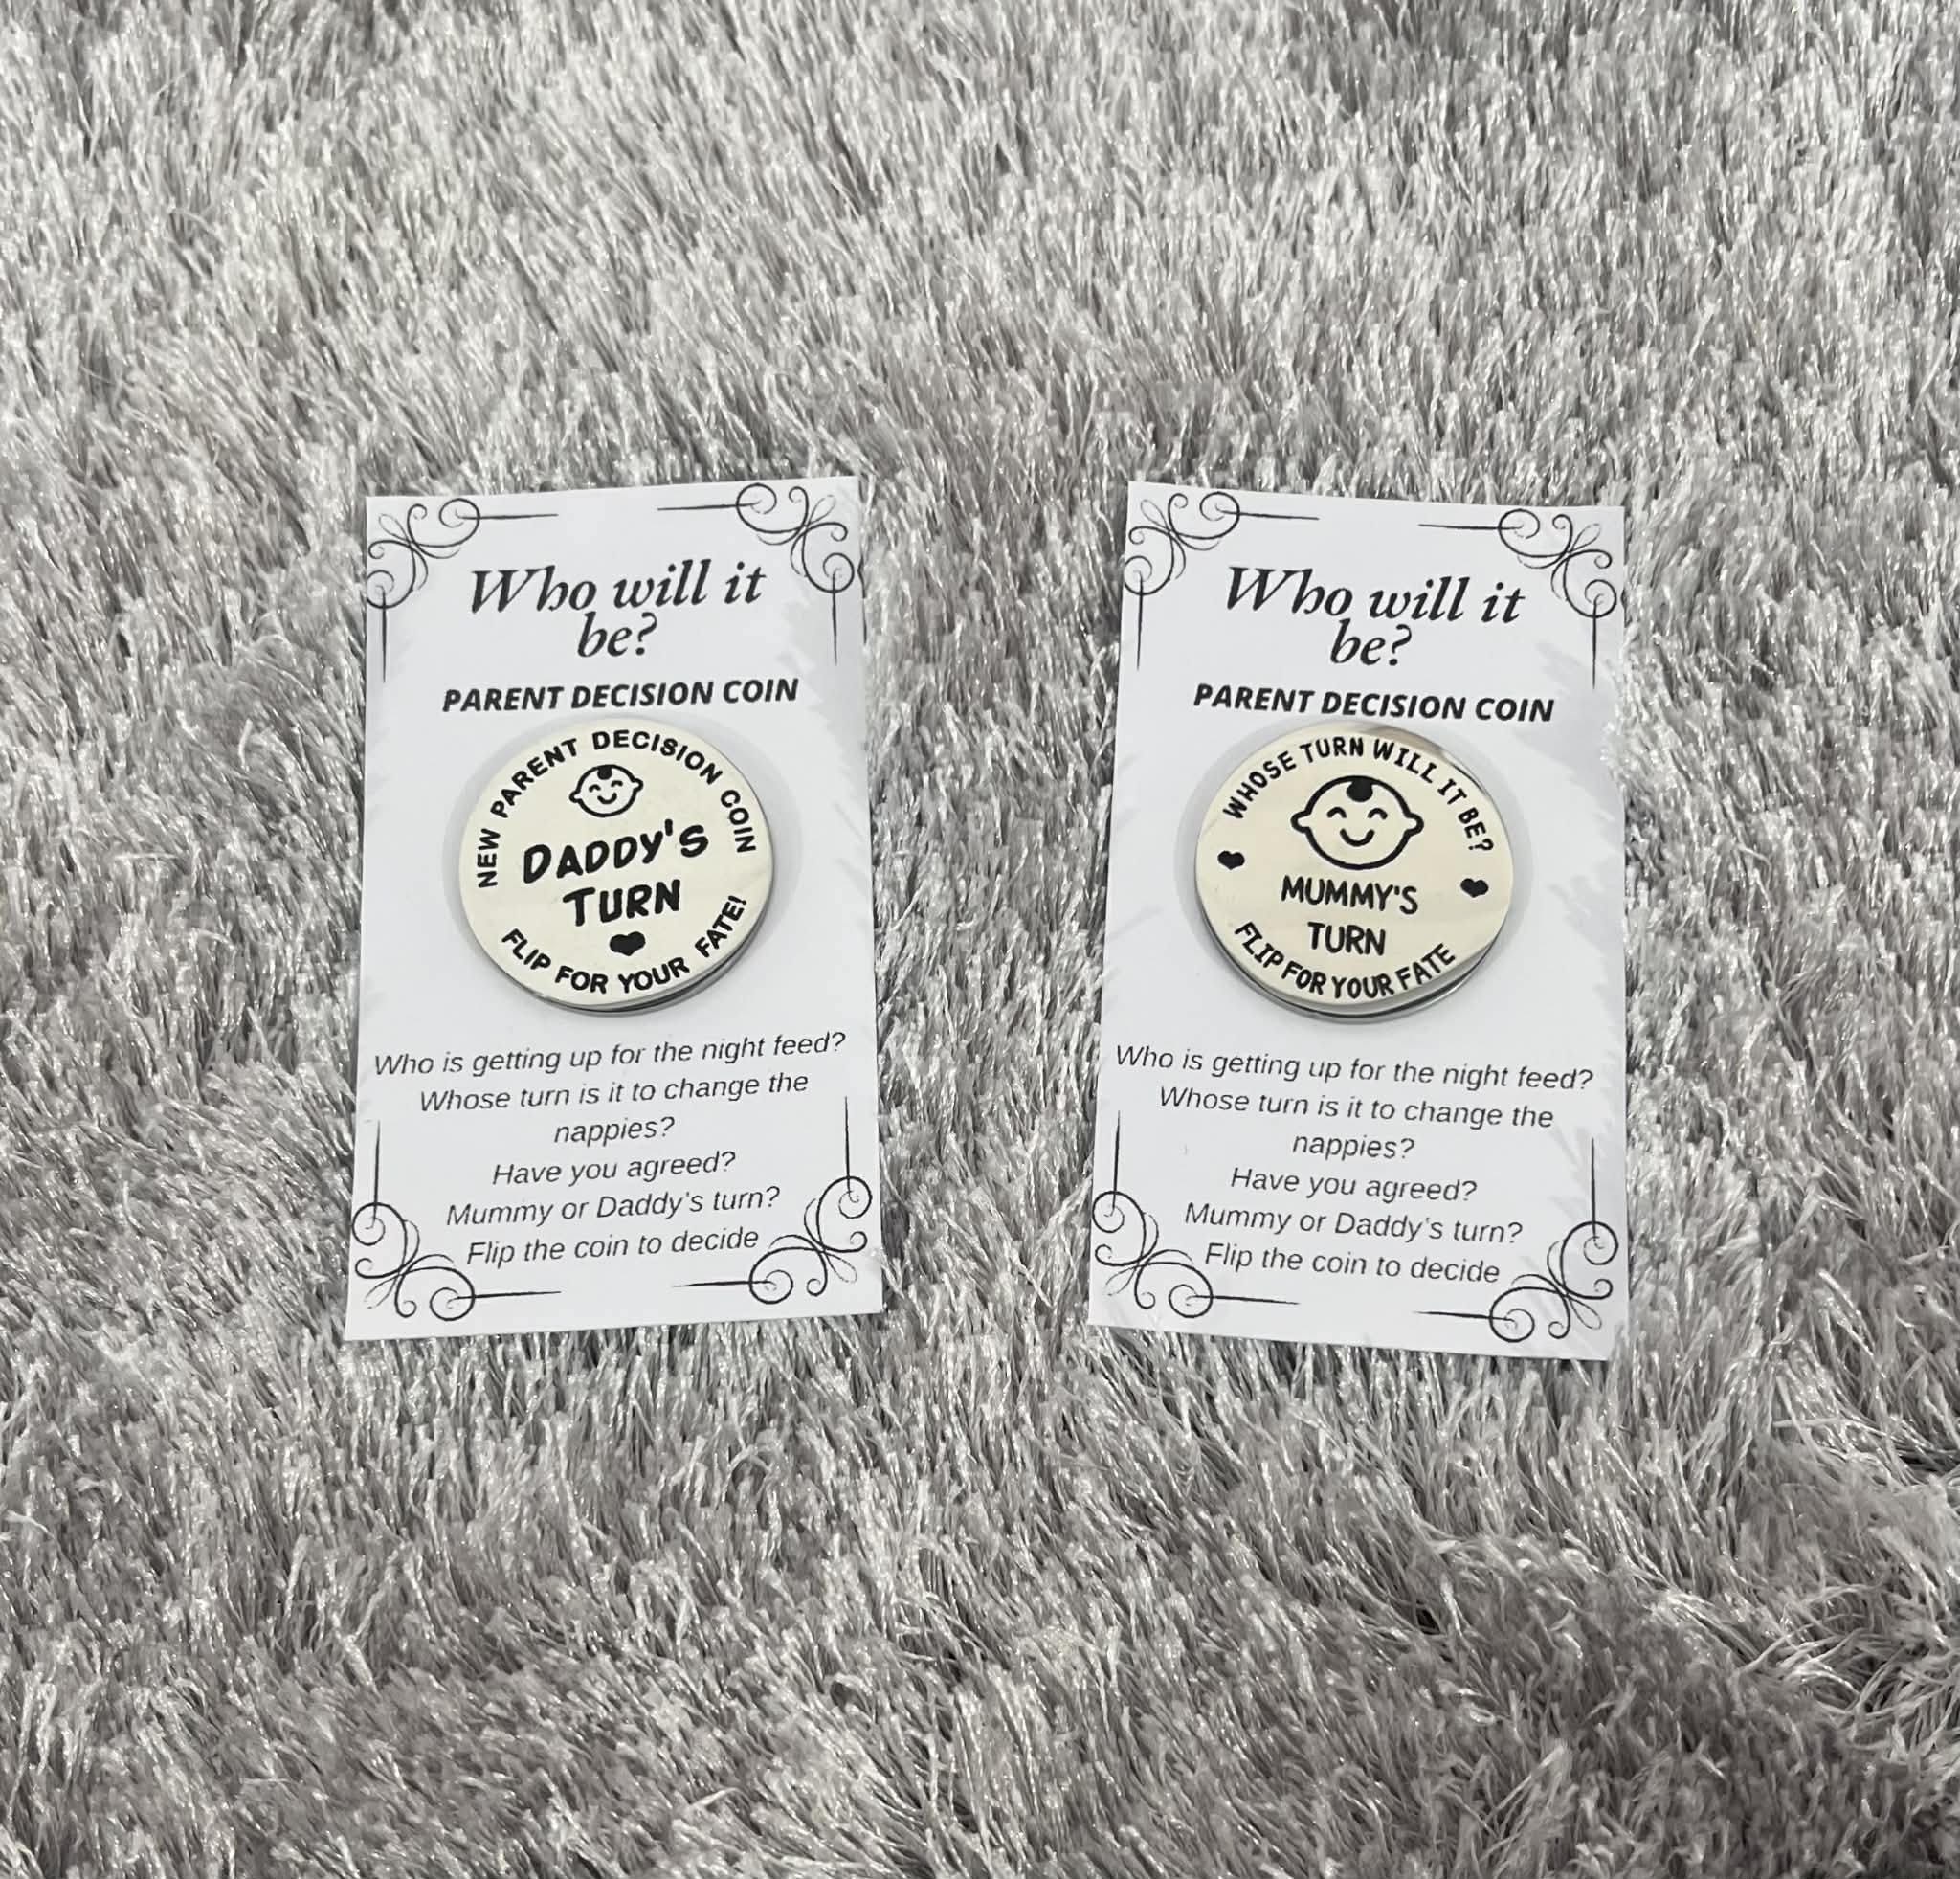 Who will it
be?
PARENT DECISION COIN
NEW PARENT DECISION COIN
DADDY'S
TURN
FLIP FOR YOUR FATE!
Who is getting up for the night feed?
Whose turn is it to change the
nappies?
Have you agreed?
Mummy or Daddy's turn?
Flip the coin to decide
Who will it
be?
PARENT DECISION COIN
WHOSE TURN WILL IT BE?
MUMMY'S
TURN
FLIP FOR YOUR FATE
Who is getting up for the night feed?
Whose turn is it to change the
nappies?
Have you agreed?
Mummy or Daddy's turn?
Flip the coin to decide